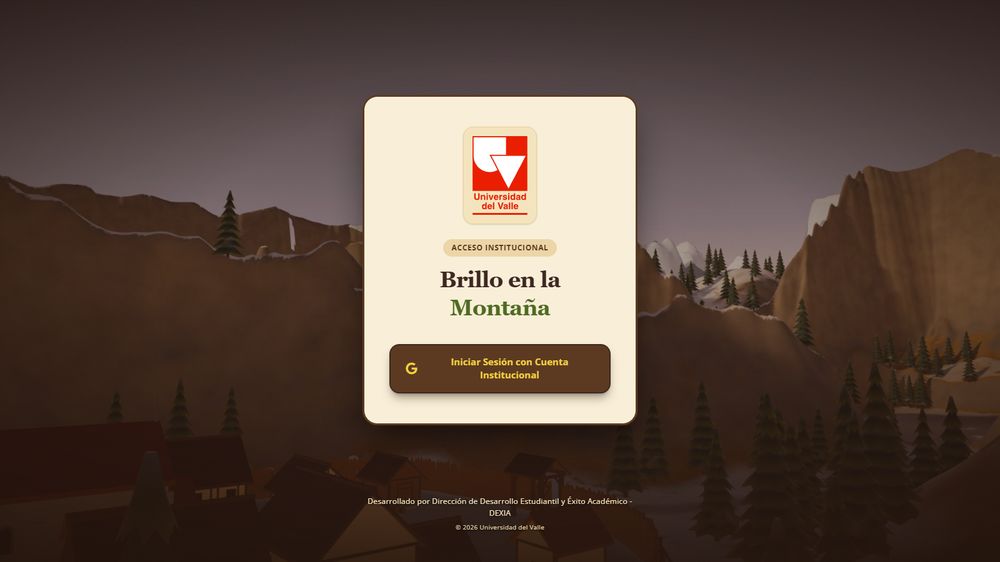 Universidad
del Valle
ACCESO INSTITUCIONAL
Brillo en la
Montaña
G
Iniciar Sesión con Cuenta
Institucional
Desarrollado por Dirección de Desarrollo Estudiantil y Éxito Académico -
DEXIA
© 2026 Universidad del Valle